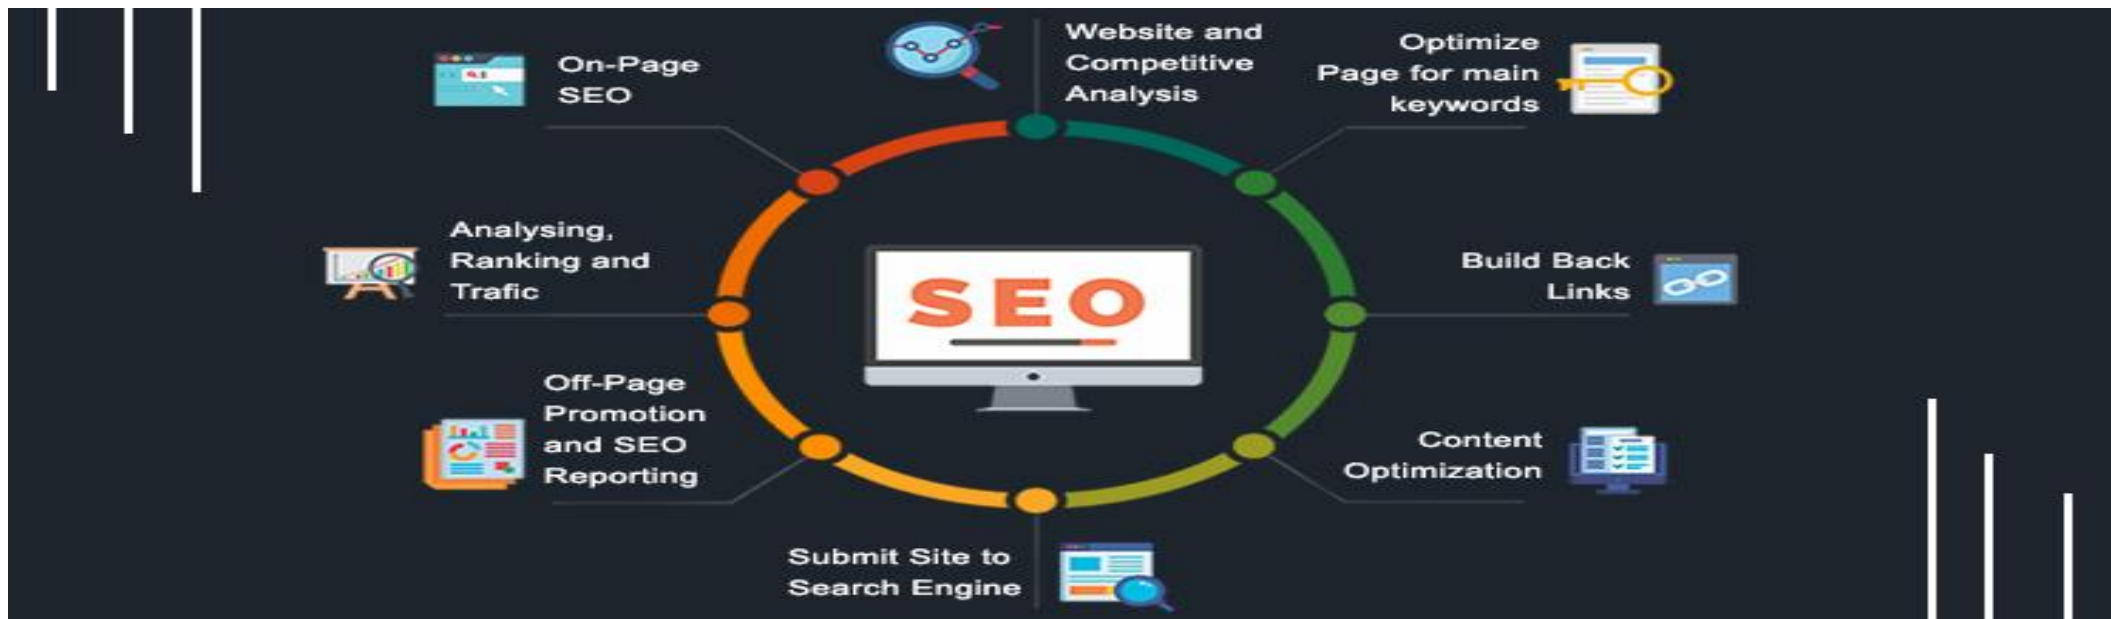 Website and
Competitive
Analysis
Optimize
Page for main
keywords
Build Back
Links
Content
Optimization
Submit Site to
Search Engine
Off-Page
Promotion
and SEO
Reporting
Analysing,
Ranking and
Trafic
On-Page
SEO
SEO